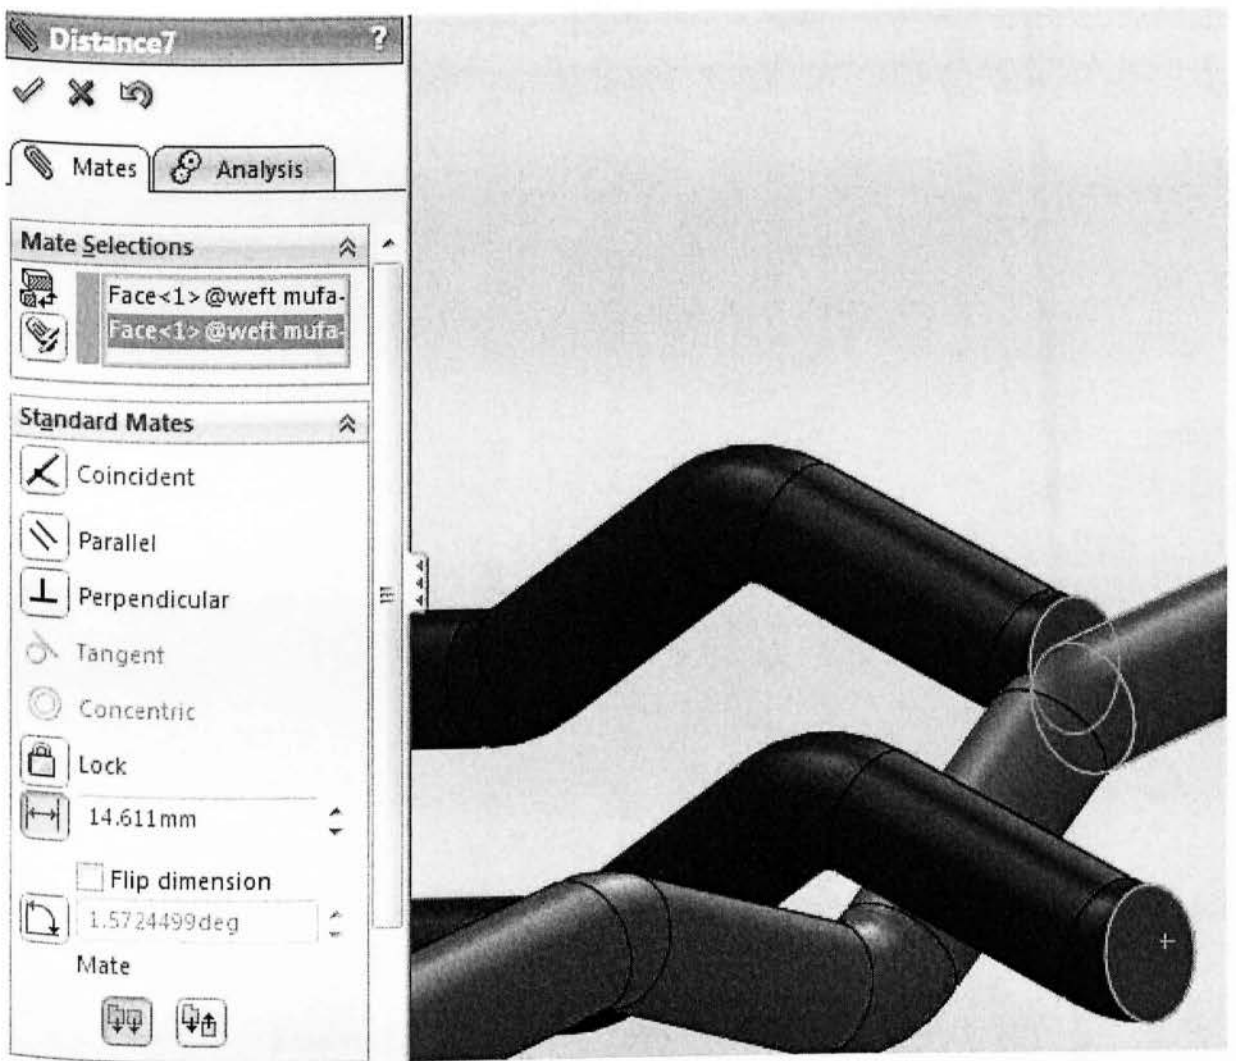 Distance7 ?
Mates Analysis
Mate Selections
Face<1>@weft mufa-
Face<1>@weft mufa-
Standard Mates
Coincident
Parallel
Perpendicular
Tangent
Concentric
Lock
14.611mm
Flip dimension
1.5724499deg
Mate